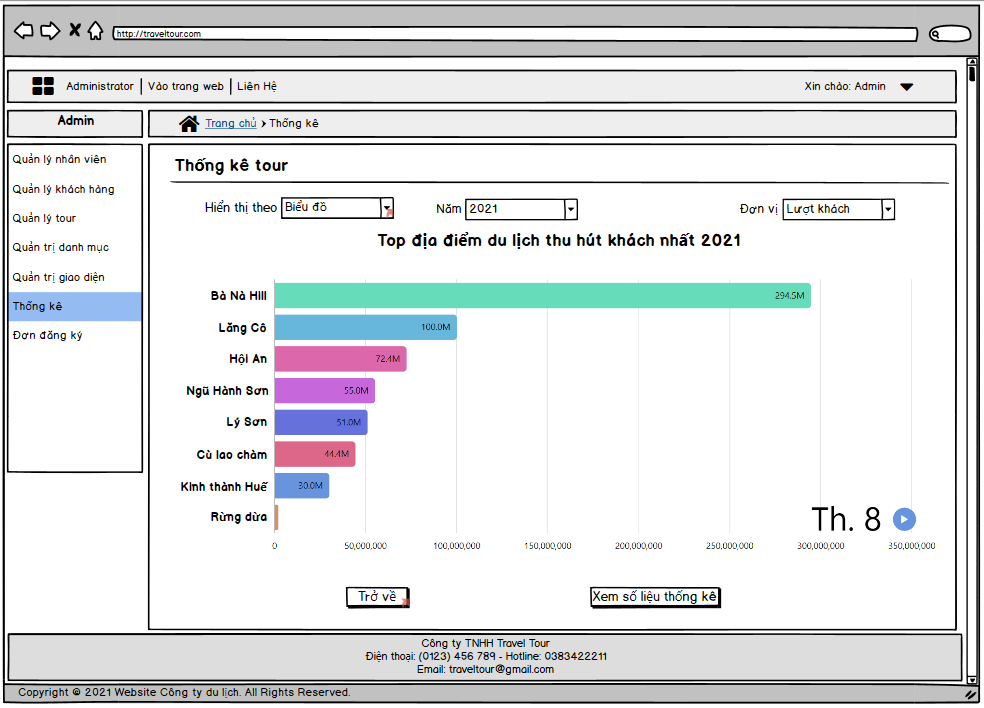 http://traveltour.com
Administrator | Vào trang web | Liên Hệ
Xin chào: Admin
Admin
Trang chủ › Thống kê
Quản lý nhân viên
Quản lý khách hàng
Quản lý tour
Quản trị danh mục
Quản trị giao diện
Thống kê
Đơn đăng ký
Thống kê tour
Hiển thị theo Biểu đồ
Năm 2021
Đơn vị Lượt khách
Top địa điểm du lịch thu hút khách nhất 2021
Bà Nà Hill 294.5M
Lăng Cô 100.0M
Hội An 72.4M
Ngũ Hành Sơn 55.0M
Lý Sơn 51.0M
Cù lao chàm 44.4M
Kinh thành Huế 30.0M
Rừng dừa
Th. 8
0 50,000,000 100,000,000 150,000,000 200,000,000 250,000,000 300,000,000 350,000,000
Trở về
Xem số liệu thống kê
Công ty TNHH Travel Tour
Điện thoại: (0123) 456 789 - Hotline: 0383422211
Email: traveltour@gmail.com
Copyright © 2021 Website Công ty du lịch. All Rights Reserved.